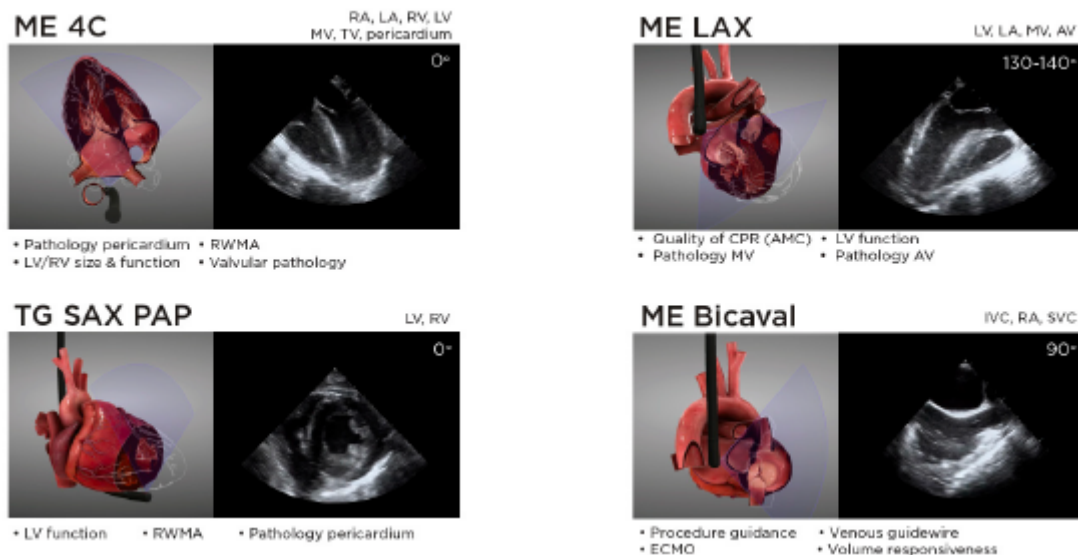 ME 4C
RA, LA, RV, LV
MV, TV, pericardium
0°
• Pathology pericardium • RWMA
• LV/RV size & function • Valvular pathology
ME LAX
LV, LA, MV, AV
130-140°
• Quality of CPR (AMC) • LV function
• Pathology MV • Pathology AV
TG SAX PAP
LV, RV
0°
• LV function • RWMA • Pathology pericardium
ME Bicaval
IVC, RA, SVC
90°
• Procedure guidance • Venous guidewire
• ECMO • Volume responsiveness